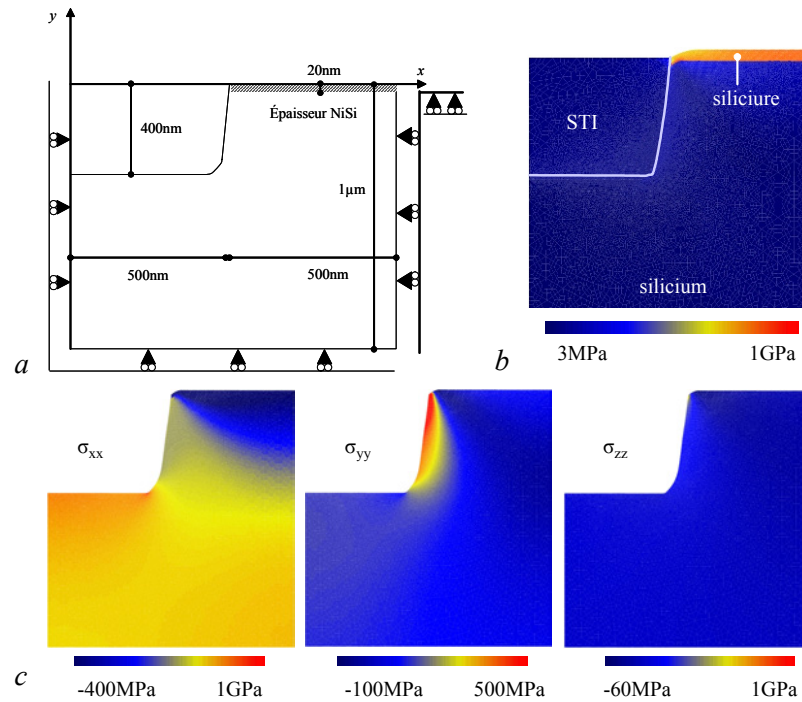 y
20nm
x
400nm
Épaisseur NiSi
1µm
500nm
500nm
a
siliciure
STI
silicium
3MPa
1GPa
b
σxx
σyy
σzz
-400MPa
1GPa
-100MPa
500MPa
-60MPa
1GPa
c